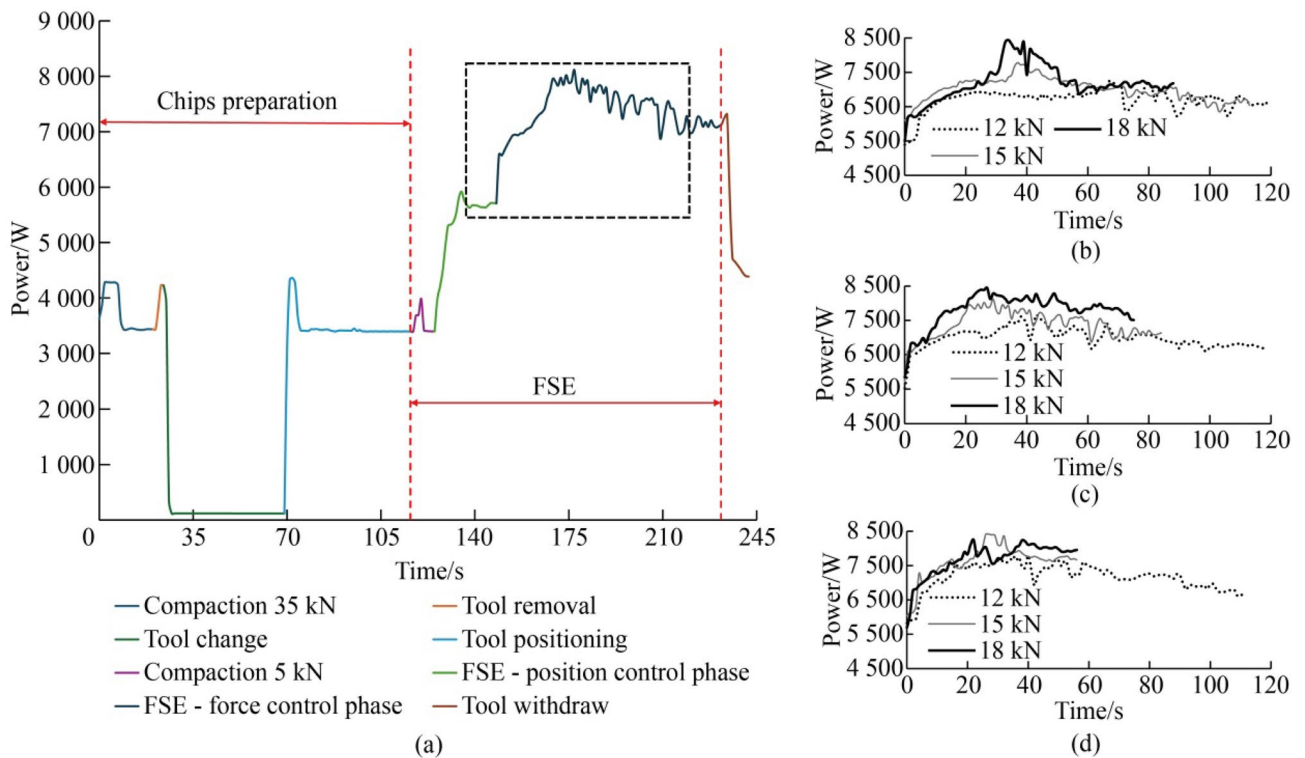 9 000
8 000
7 000
6 000
5 000
4 000
3 000
2 000
1 000
Power/W
Chips preparation
FSE
0 35 70 105 140 175 210 245
Time/s
Compaction 35 kN
Tool removal
Tool change
Tool positioning
Compaction 5 kN
FSE - position control phase
FSE - force control phase
Tool withdraw
(a)
8 500
7 500
6 500
5 500
4 500
Power/W
12 kN 18 kN
15 kN
0 20 40 60 80 100 120
Time/s
(b)
8 500
7 500
6 500
5 500
4 500
Power/W
12 kN
15 kN
18 kN
0 20 40 60 80 100 120
Time/s
(c)
8 500
7 500
6 500
5 500
4 500
Power/W
12 kN
15 kN
18 kN
0 20 40 60 80 100 120
Time/s
(d)